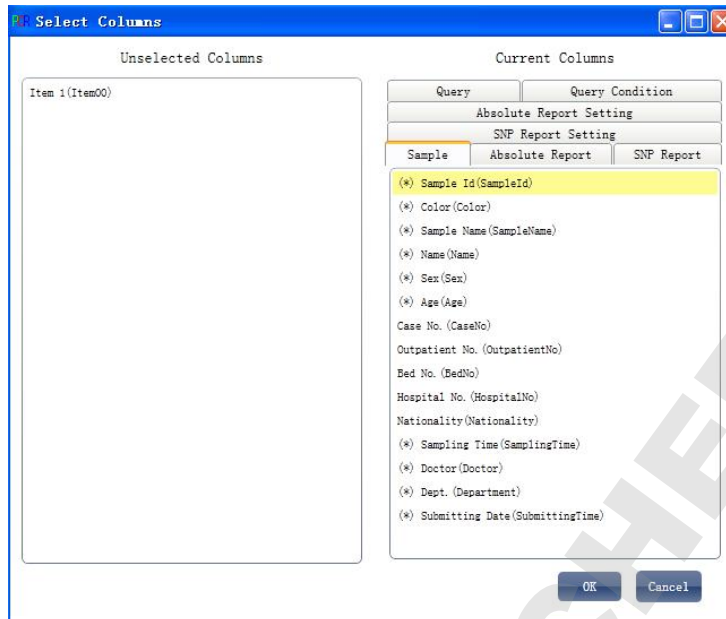 PCR Select Columns
Unselected Columns
Current Columns
Item 1(Item00)
Query
Query Condition
Absolute Report Setting
SNP Report Setting
Sample
Absolute Report
SNP Report
(*) Sample Id(SampleId)
(*) Color(Color)
(*) Sample Name(SampleName)
(*) Name(Name)
(*) Sex(Sex)
(*) Age(Age)
Case No. (CaseNo)
Outpatient No. (OutpatientNo)
Bed No. (BedNo)
Hospital No. (HospitalNo)
Nationality(Nationality)
(*) Sampling Time(SamplingTime)
(*) Doctor(Doctor)
(*) Dept. (Department)
(*) Submitting Date(SubmittingTime)
OK
Cancel